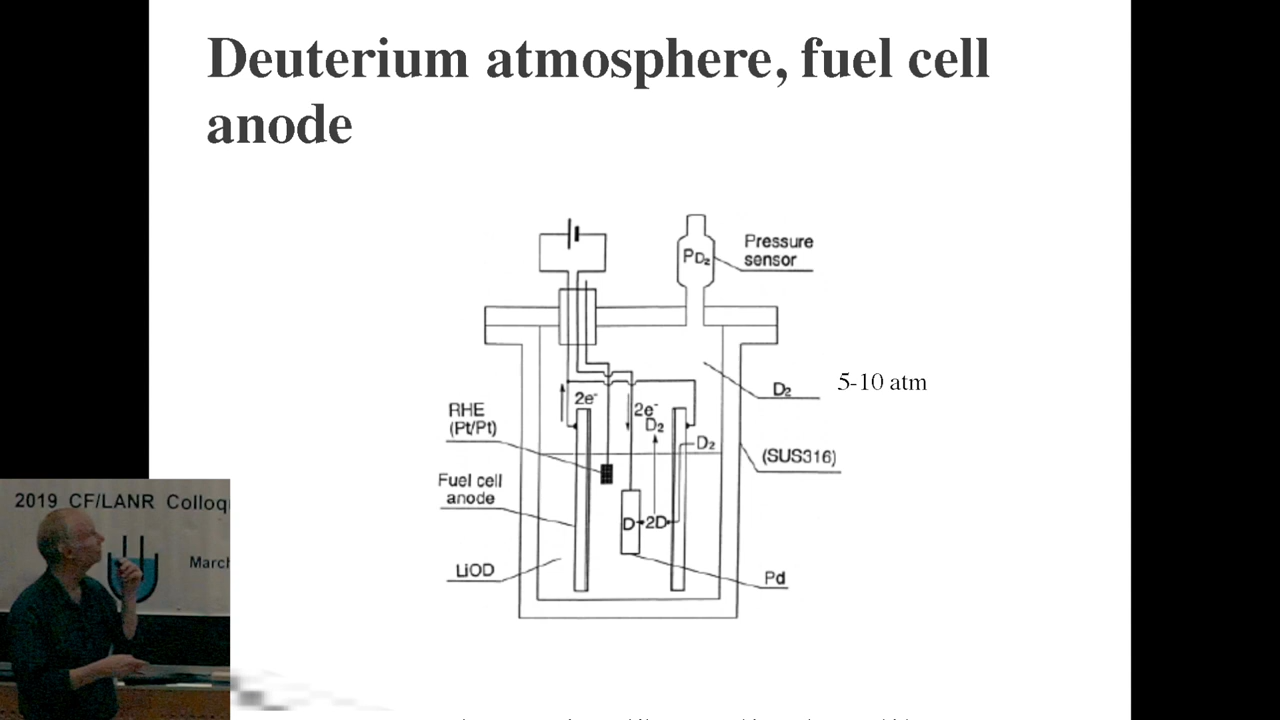 Deuterium atmosphere, fuel cell
anode
Pressure
sensor
PD₂
D₂
5-10 atm
2e⁻
2e⁻
D₂
RHE
(Pt/Pt)
D₂
(SUS316)
Fuel cell
anode
D
2D
LiOD
Pd
2019 CF/LANR Colloq
March